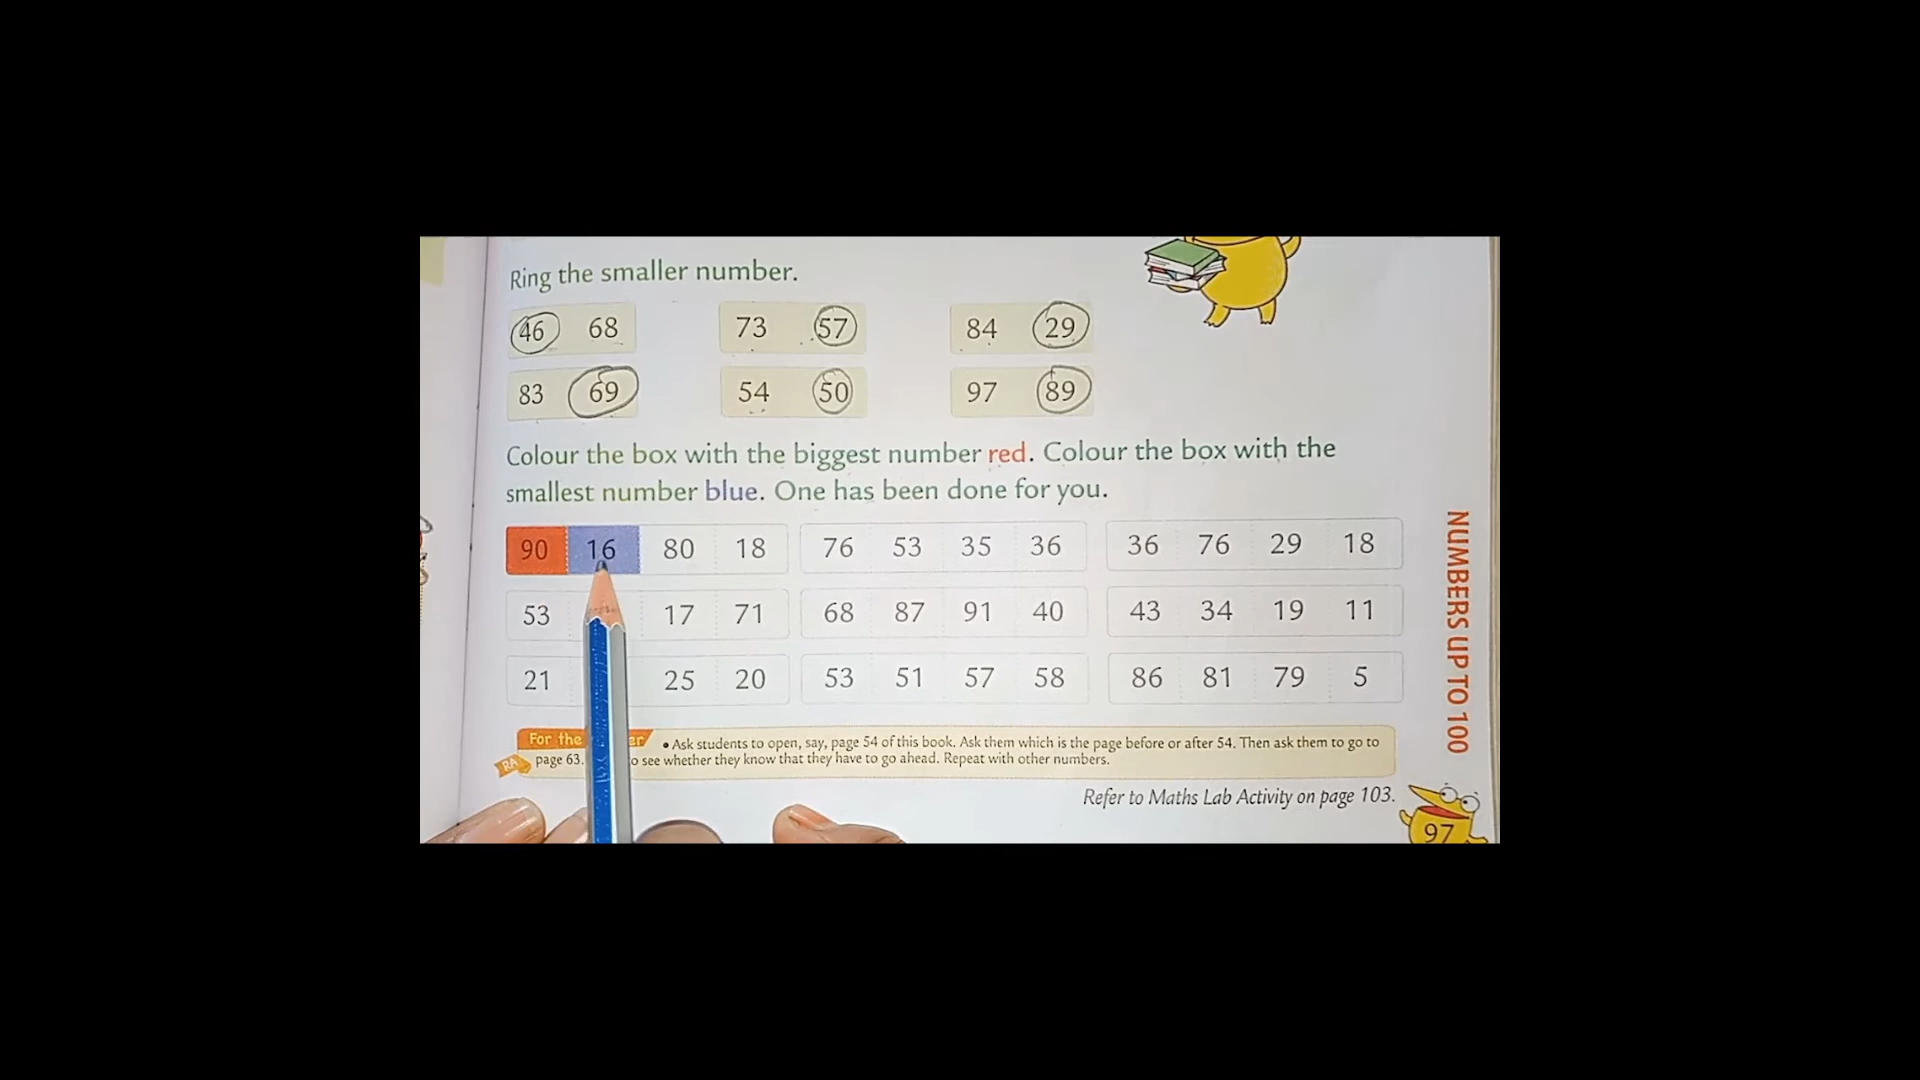 Ring the smaller number.
46 68 73 57 84 29
83 69 54 50 97 89
Colour the box with the biggest number red. Colour the box with the
smallest number blue. One has been done for you.
90 16 80 18 76 53 35 36 36 76 29 18
53 17 71 68 87 91 40 43 34 19 11
21 25 20 53 51 57 58 86 81 79 5
For the
• Ask students to open, say, page 54 of this book. Ask them which is the page before or after 54. Then ask them to go to
RA page 63. see whether they know that they have to go ahead. Repeat with other numbers.
Refer to Maths Lab Activity on page 103.
97
NUMBERS UP TO 100